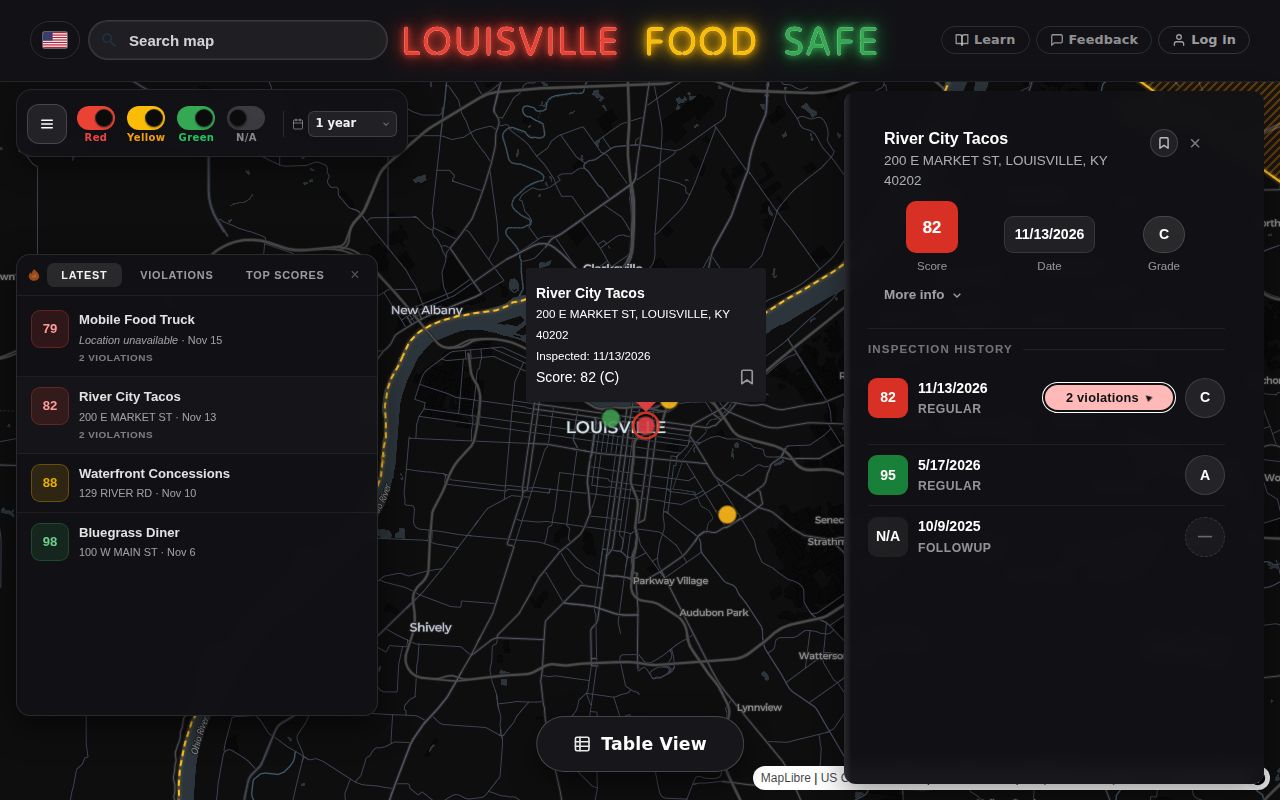 Search map
LOUISVILLE FOOD SAFE
Learn
Feedback
Log In
Red
Yellow
Green
N/A
1 year
LATEST
VIOLATIONS
TOP SCORES
79
Mobile Food Truck
Location unavailable · Nov 15
2 VIOLATIONS
82
River City Tacos
200 E MARKET ST · Nov 13
2 VIOLATIONS
88
Waterfront Concessions
129 RIVER RD · Nov 10
98
Bluegrass Diner
100 W MAIN ST · Nov 6
New Albany
River City Tacos
200 E MARKET ST, LOUISVILLE, KY
40202
Inspected: 11/13/2026
Score: 82 (C)
LOUISVILLE
Parkway Village
Audubon Park
Shively
Lynnview
Ohio River
Table View
MapLibre | US
River City Tacos
200 E MARKET ST, LOUISVILLE, KY
40202
82
11/13/2026
C
Score
Date
Grade
More info
INSPECTION HISTORY
82
11/13/2026
REGULAR
2 violations
C
95
5/17/2026
REGULAR
A
N/A
10/9/2025
FOLLOWUP
—